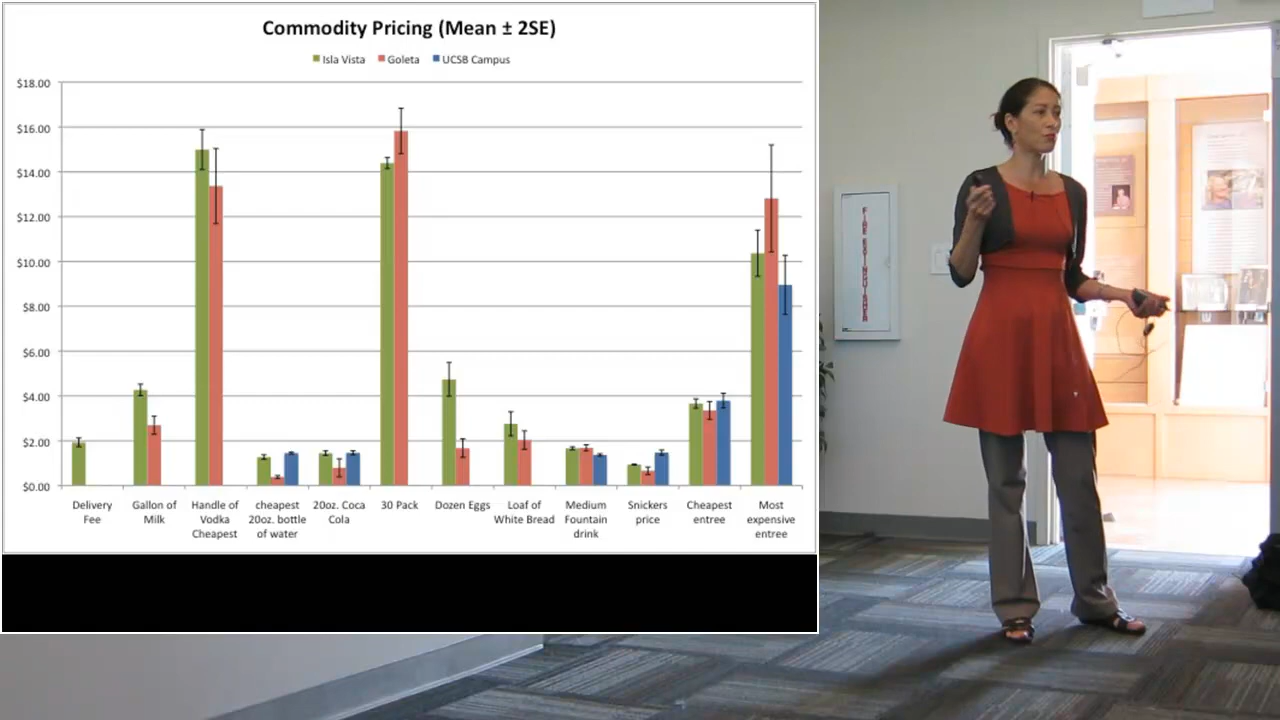 Commodity Pricing (Mean ± 2SE)
Isla Vista Goleta UCSB Campus
$18.00
$16.00
$14.00
$12.00
$10.00
$8.00
$6.00
$4.00
$2.00
$0.00
Delivery
Fee
Gallon of
Milk
Handle of
Vodka
Cheapest
cheapest
20oz. bottle
of water
20oz. Coca
Cola
30 Pack
Dozen Eggs
Loaf of
White Bread
Medium
Fountain
drink
Snickers
price
Cheapest
entree
Most
expensive
entree
FIRE EXTINGUISHER